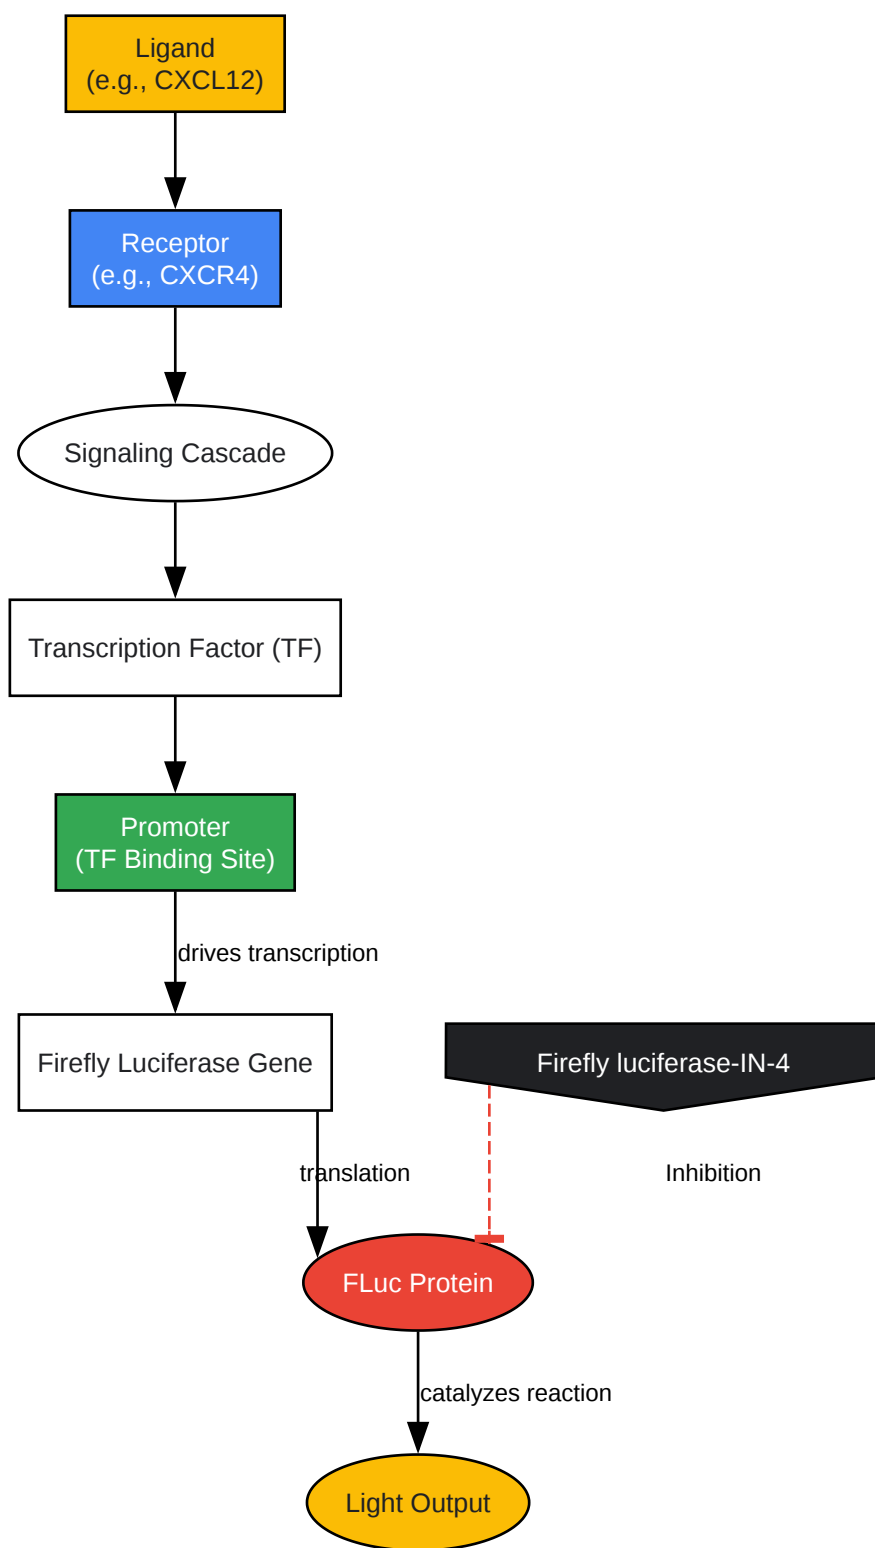 Ligand
(e.g., CXCL12)
Receptor
(e.g., CXCR4)
Signaling Cascade
Transcription Factor (TF)
Promoter
(TF Binding Site)
drives transcription
Firefly Luciferase Gene
Firefly luciferase-IN-4
translation
Inhibition
FLuc Protein
catalyzes reaction
Light Output